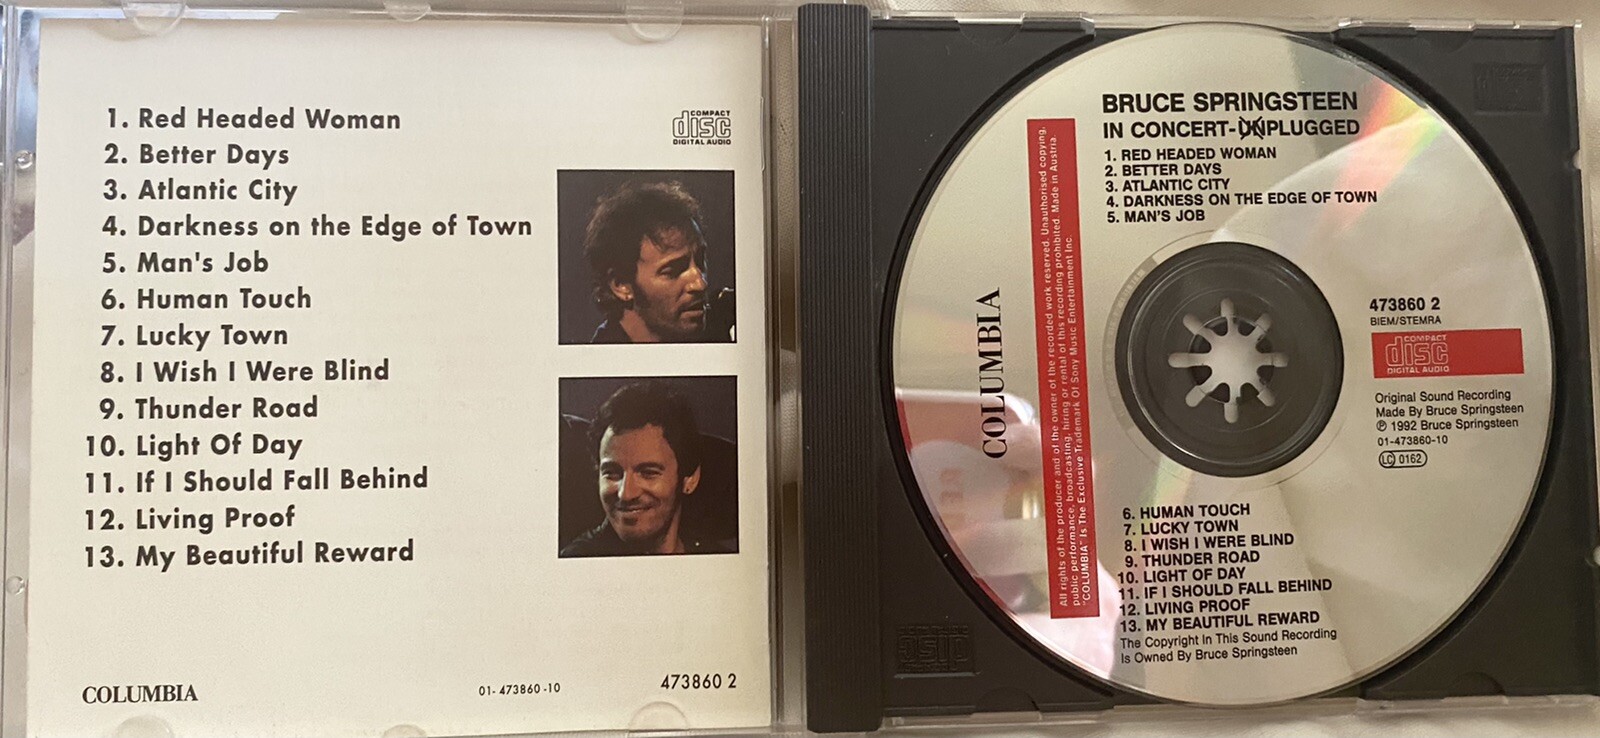 1. Red Headed Woman
2. Better Days
3. Atlantic City
4. Darkness on the Edge of Town
5. Man's Job
6. Human Touch
7. Lucky Town
8. I Wish I Were Blind
9. Thunder Road
10. Light Of Day
11. If I Should Fall Behind
12. Living Proof
13. My Beautiful Reward
COMPACT
disc
DIGITAL AUDIO
COLUMBIA
01-473860-10
473860 2
BRUCE SPRINGSTEEN
IN CONCERT-UNPLUGGED
1. RED HEADED WOMAN
2. BETTER DAYS
3. ATLANTIC CITY
4. DARKNESS ON THE EDGE OF TOWN
5. MAN'S JOB
COLUMBIA
All rights of the producer and of the owner of the recorded work reserved. Unauthorised copying,
public performance, broadcasting, hiring or rental of this recording prohibited. Made in Austria.
"COLUMBIA" Is The Exclusive Trademark Of Sony Music Entertainment Inc.
473860 2
BIEM/STEMRA
COMPACT
disc
DIGITAL AUDIO
Original Sound Recording
Made By Bruce Springsteen
℗ 1992 Bruce Springsteen
01-473860-10
LC 0162
6. HUMAN TOUCH
7. LUCKY TOWN
8. I WISH I WERE BLIND
9. THUNDER ROAD
10. LIGHT OF DAY
11. IF I SHOULD FALL BEHIND
12. LIVING PROOF
13. MY BEAUTIFUL REWARD
The Copyright In This Sound Recording
Is Owned By Bruce Springsteen
disc